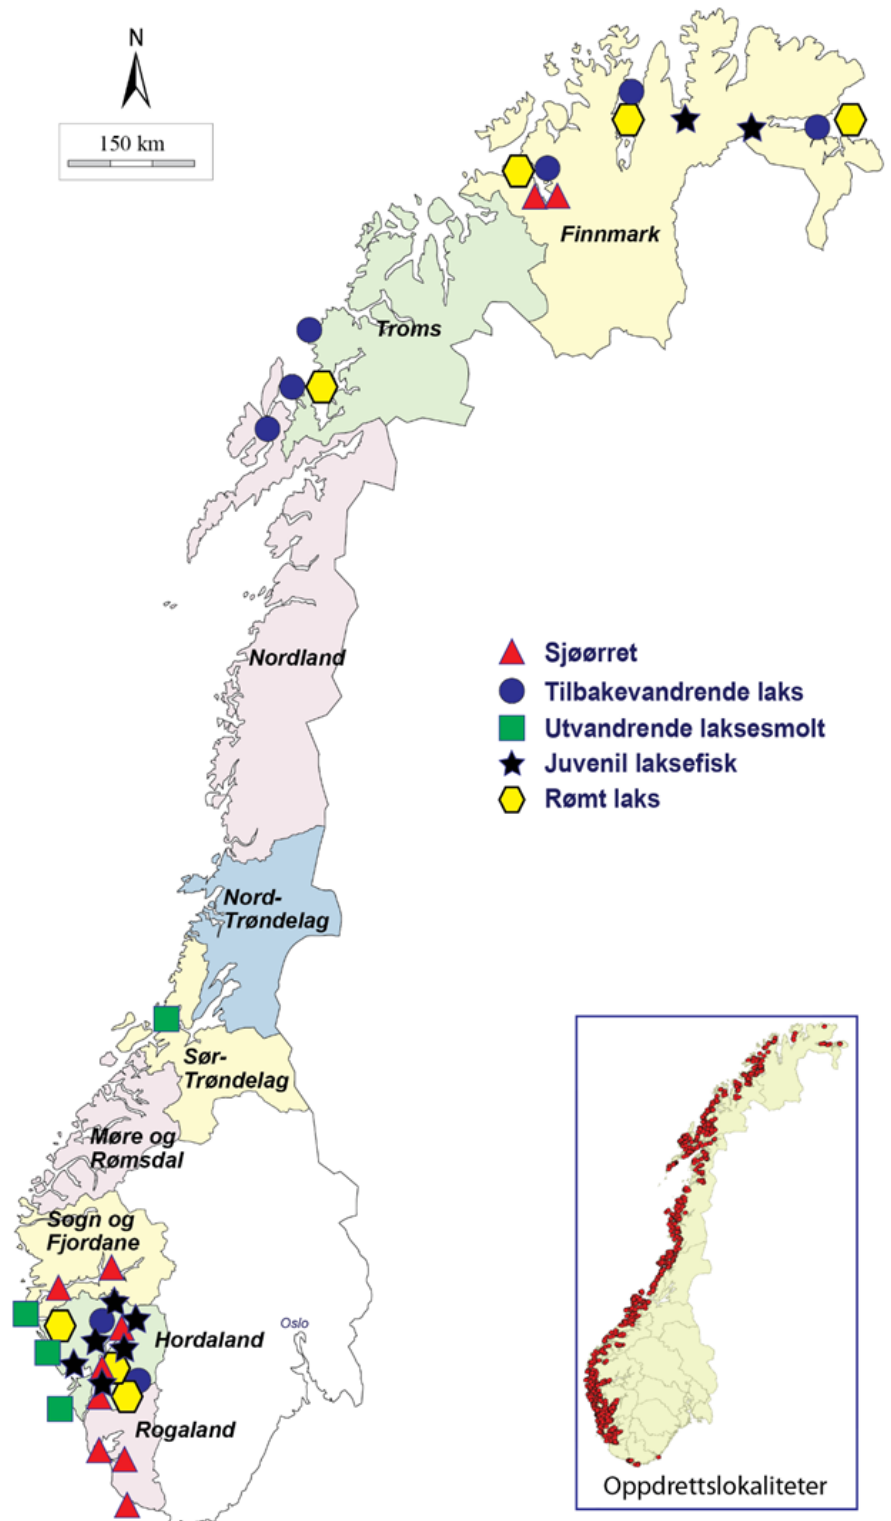 N
150 km
Finnmark
Troms
Nordland
Sjøørret
Tilbakevandrende laks
Utvandrende laksesmolt
Juvenil laksefisk
Rømt laks
Nord-
Trøndelag
Sør-
Trøndelag
Møre og
Rømsdal
Sogn og
Fjordane
Hordaland
Oslo
Rogaland
Oppdrettslokaliteter